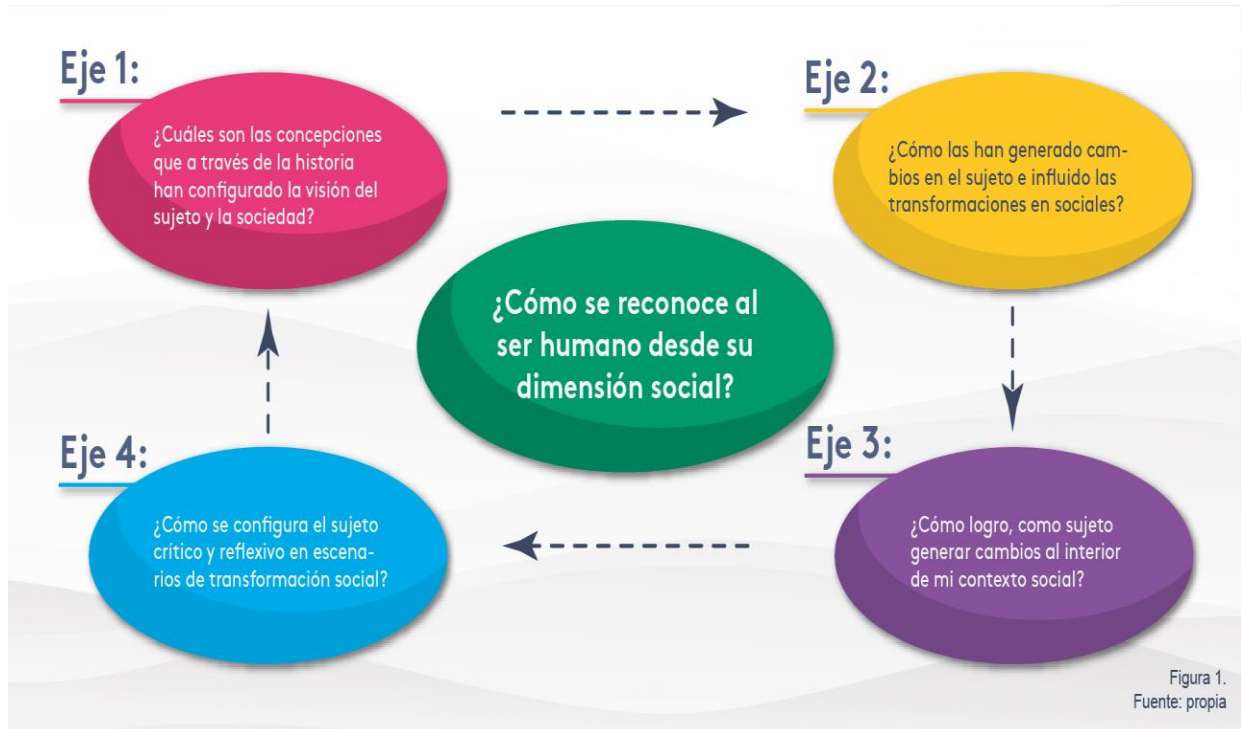 Eje 1:
¿Cuáles son las concepciones
que a través de la historia
han configurado la visión del
sujeto y la sociedad?
Eje 2:
¿Cómo las han generado cam-
bios en el sujeto e influido las
transformaciones en sociales?
¿Cómo se reconoce al
ser humano desde su
dimensión social?
Eje 3:
¿Cómo logro, como sujeto
generar cambios al interior
de mi contexto social?
Eje 4:
¿Cómo se configura el sujeto
crítico y reflexivo en escena-
rios de transformación social?
Figura 1.
Fuente: propia